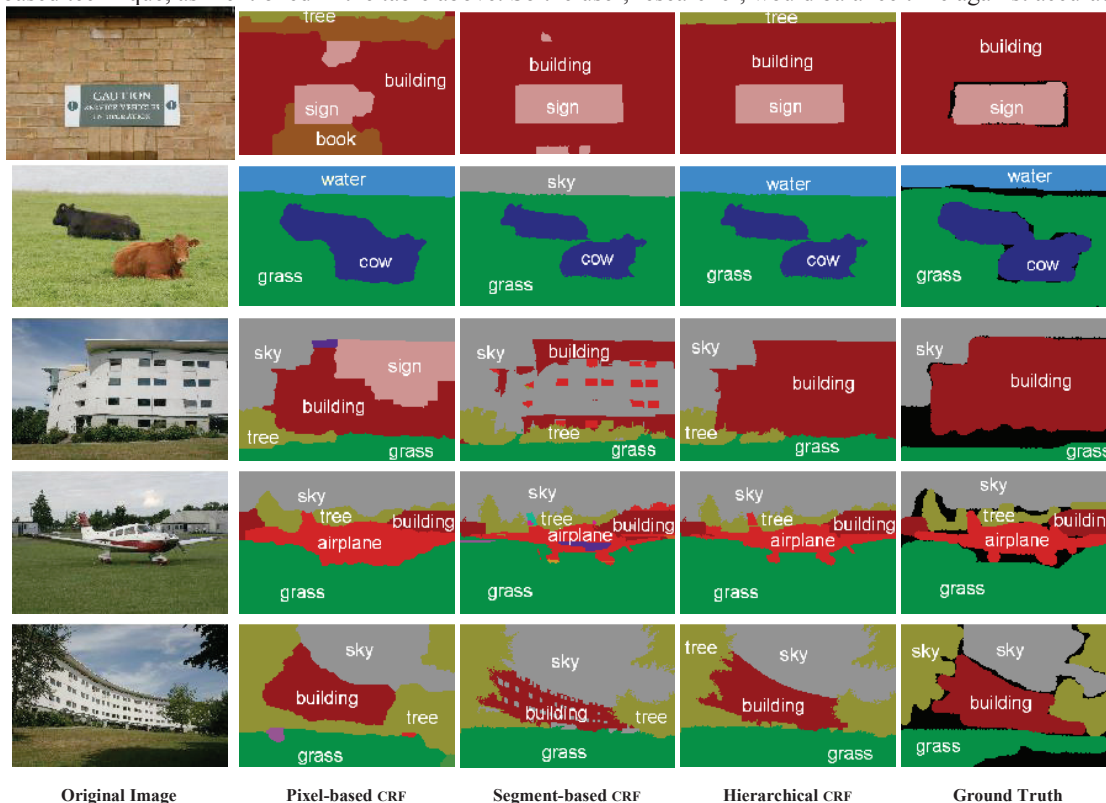 tree
building
building
building
building
CAUTION
IN OPERATION
sign
sign
sign
sign
book
water
sky
water
water
cow
cow
cow
cow
grass
grass
grass
grass
sky
sign
building
tree
grass
sky
building
tree
grass
sky
building
tree
grass
building
grass
sky
tree
building
airplane
grass
sky
tree
building
airplane
grass
sky
tree
building
airplane
grass
sky
tree
building
airplane
grass
sky
building
tree
grass
sky
building
tree
grass
tree
sky
building
grass
sky
sky
building
grass
Original Image Pixel-based CRF Segment-based CRF Hierarchical CRF Ground Truth